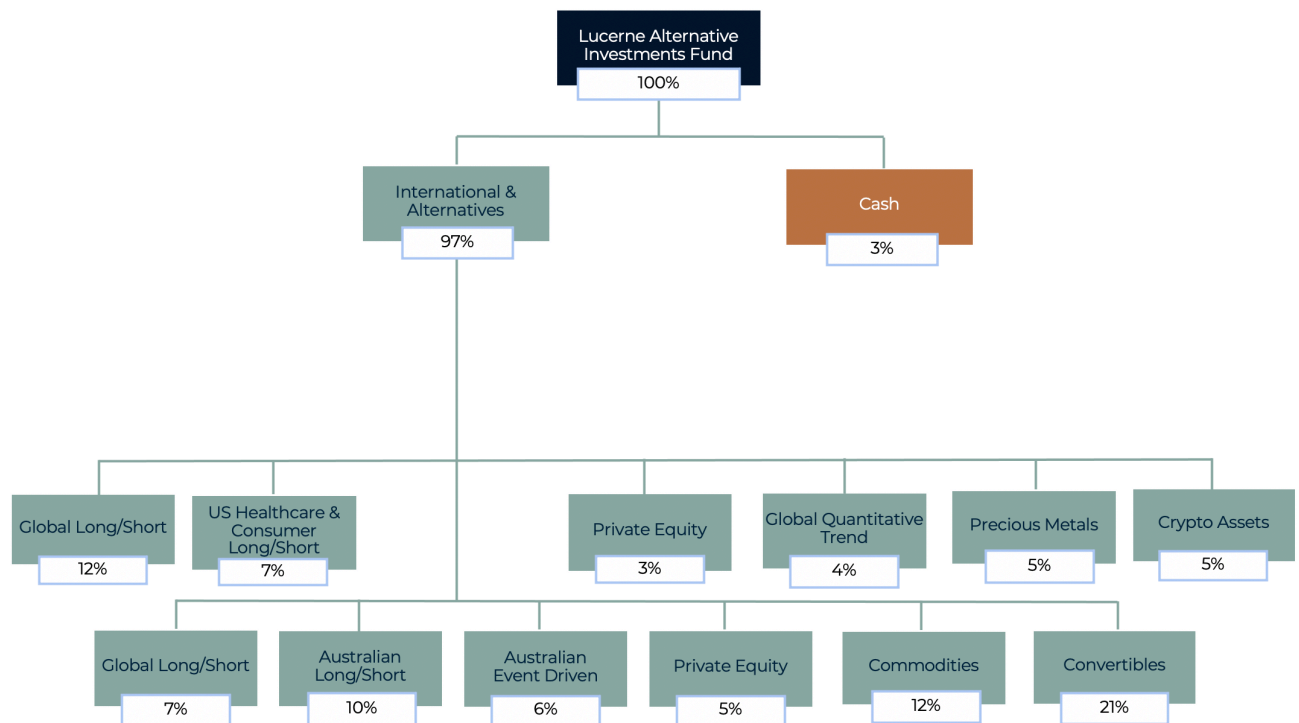 Lucerne Alternative
Investments Fund
100%
International &
Alternatives
97%
Cash
3%
Global Long/Short
12%
US Healthcare &
Consumer
Long/Short
7%
Private Equity
3%
Global Quantitative
Trend
4%
Precious Metals
5%
Crypto Assets
5%
Global Long/Short
7%
Australian
Long/Short
10%
Australian
Event Driven
6%
Private Equity
5%
Commodities
12%
Convertibles
21%